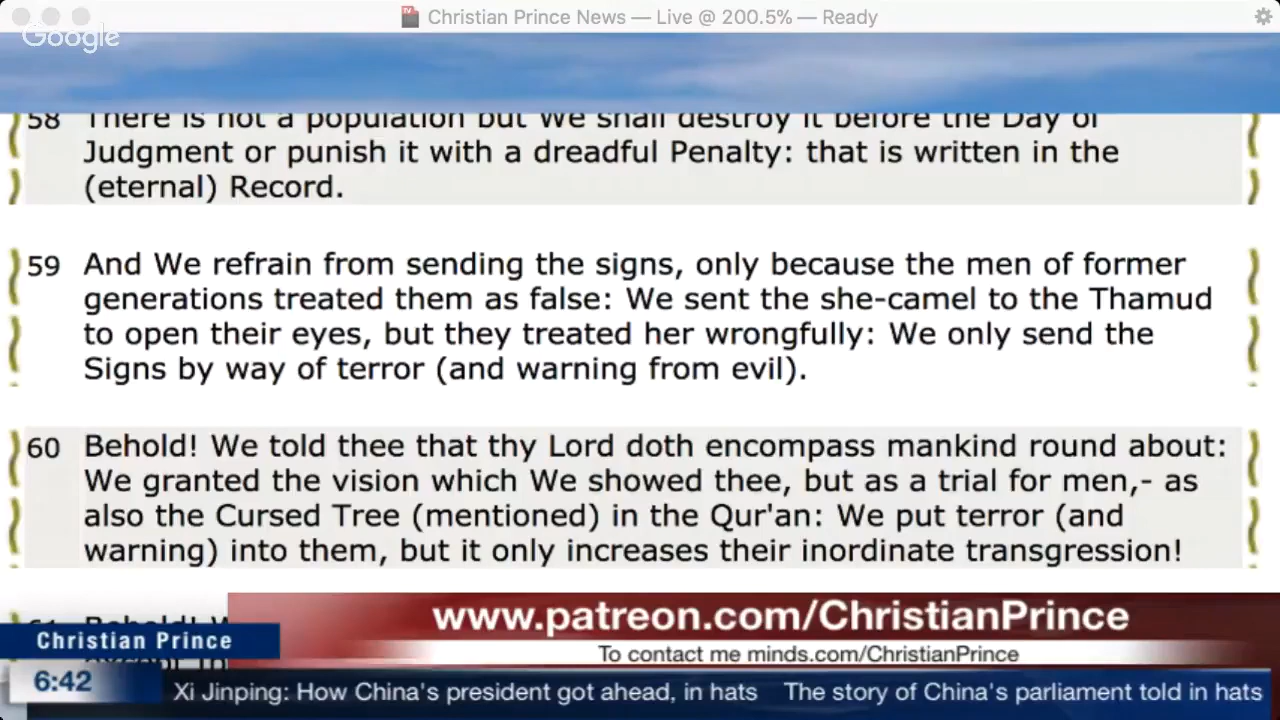 Christian Prince News — Live @ 200.5% — Ready
Google
58 There is not a population but We shall destroy it before the Day of
Judgment or punish it with a dreadful Penalty: that is written in the
(eternal) Record.
59 And We refrain from sending the signs, only because the men of former
generations treated them as false: We sent the she-camel to the Thamud
to open their eyes, but they treated her wrongfully: We only send the
Signs by way of terror (and warning from evil).
60 Behold! We told thee that thy Lord doth encompass mankind round about:
We granted the vision which We showed thee, but as a trial for men,- as
also the Cursed Tree (mentioned) in the Qur'an: We put terror (and
warning) into them, but it only increases their inordinate transgression!
www.patreon.com/ChristianPrince
Christian Prince
To contact me minds.com/ChristianPrince
6:42
Xi Jinping: How China's president got ahead, in hats The story of China's parliament told in hats